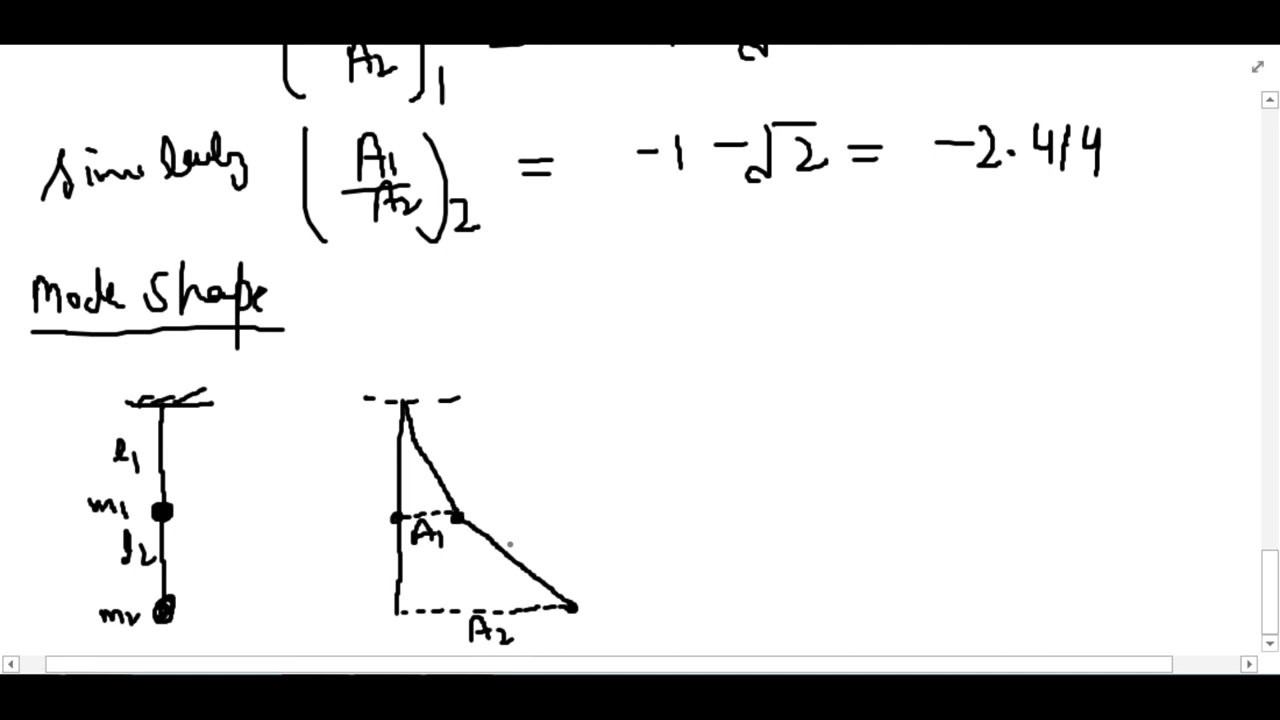 (A2)1 =
Similarly (A1/A2)2 = -1 - √2 = -2.414
Mode Shape
l1
m1
l2
m2
A1
A2